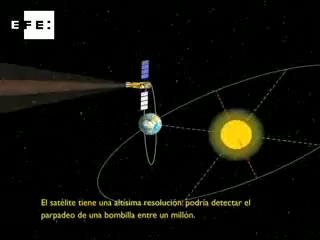 EFE:
El satélite tiene una altísima resolución: podría detectar el
parpadeo de una bombilla entre un millón.